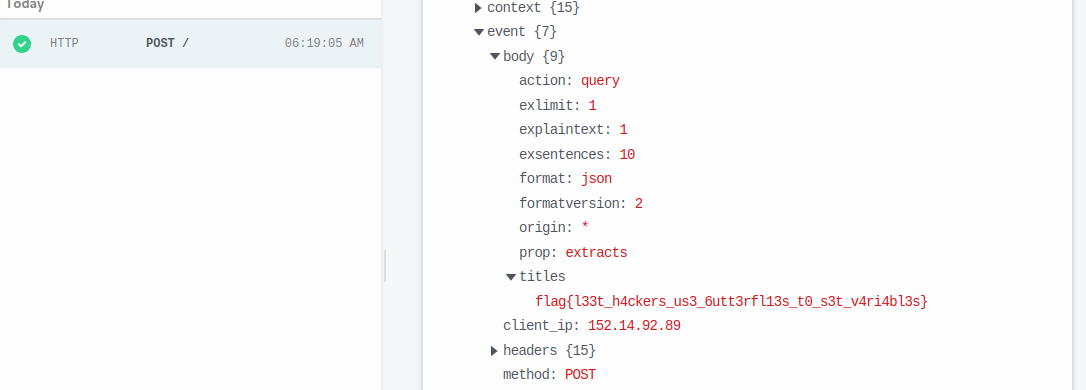 Today
HTTP POST / 06:19:05 AM
context {15}
event {7}
body {9}
action: query
exlimit: 1
explaintext: 1
exsentences: 10
format: json
formatversion: 2
origin: *
prop: extracts
titles
flag{l33t_h4ckers_us3_6utt3rfl13s_t0_s3t_v4ri4bl3s}
client_ip: 152.14.92.89
headers {15}
method: POST